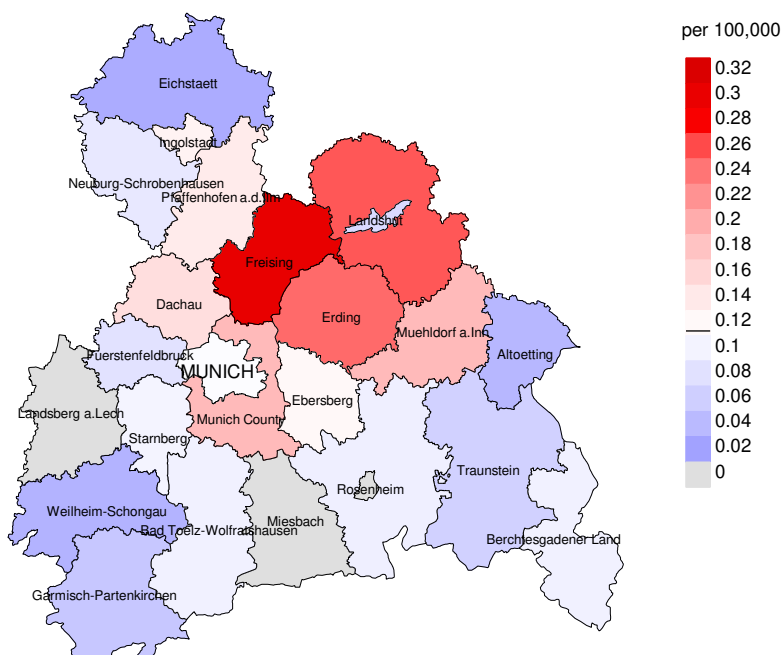 per 100,000
0.32
0.3
0.28
0.26
0.24
0.22
0.2
0.18
0.16
0.14
0.12
0.1
0.08
0.06
0.04
0.02
0
Eichstaett
Ingolstadt
Neuburg-Schrobenhausen
Pfaffenhofen a.d.Ilm
Landshut
Freising
Dachau
Erding
Muehldorf a.Inn
Fuerstenfeldbruck
Altoetting
MUNICH
Ebersberg
Landsberg a.Lech
Munich County
Starnberg
Traunstein
Rosenheim
Weilheim-Schongau
Miesbach
Bad Toelz-Wolfratshausen
Berchtesgadener Land
Garmisch-Partenkirchen